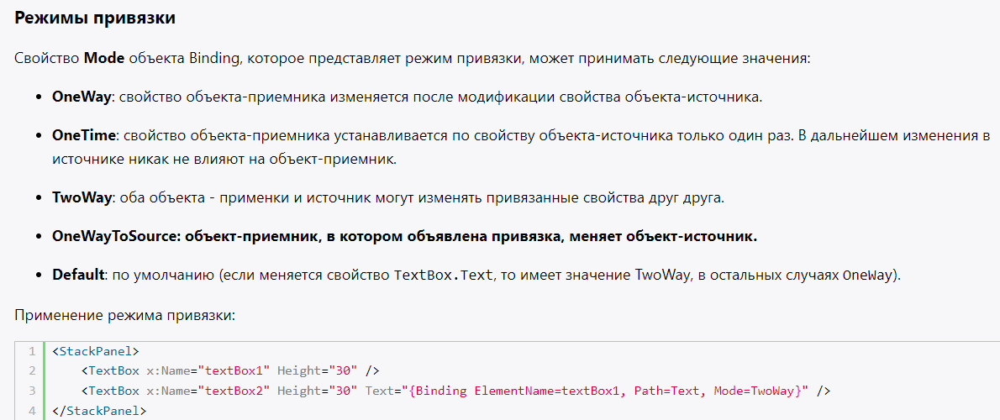 Режимы привязки
Свойство Mode объекта Binding, которое представляет режим привязки, может принимать следующие значения:
• OneWay: свойство объекта-приемника изменяется после модификации свойства объекта-источника.
• OneTime: свойство объекта-приемника устанавливается по свойству объекта-источника только один раз. В дальнейшем изменения в
источнике никак не влияют на объект-приемник.
• TwoWay: оба объекта - применки и источник могут изменять привязанные свойства друг друга.
• OneWayToSource: объект-приемник, в котором объявлена привязка, меняет объект-источник.
• Default: по умолчанию (если меняется свойство TextBox.Text, то имеет значение TwoWay, в остальных случаях OneWay).
Применение режима привязки:
1 <StackPanel>
2     <TextBox x:Name="textBox1" Height="30" />
3     <TextBox x:Name="textBox2" Height="30" Text="{Binding ElementName=textBox1, Path=Text, Mode=TwoWay}" />
4 </StackPanel>